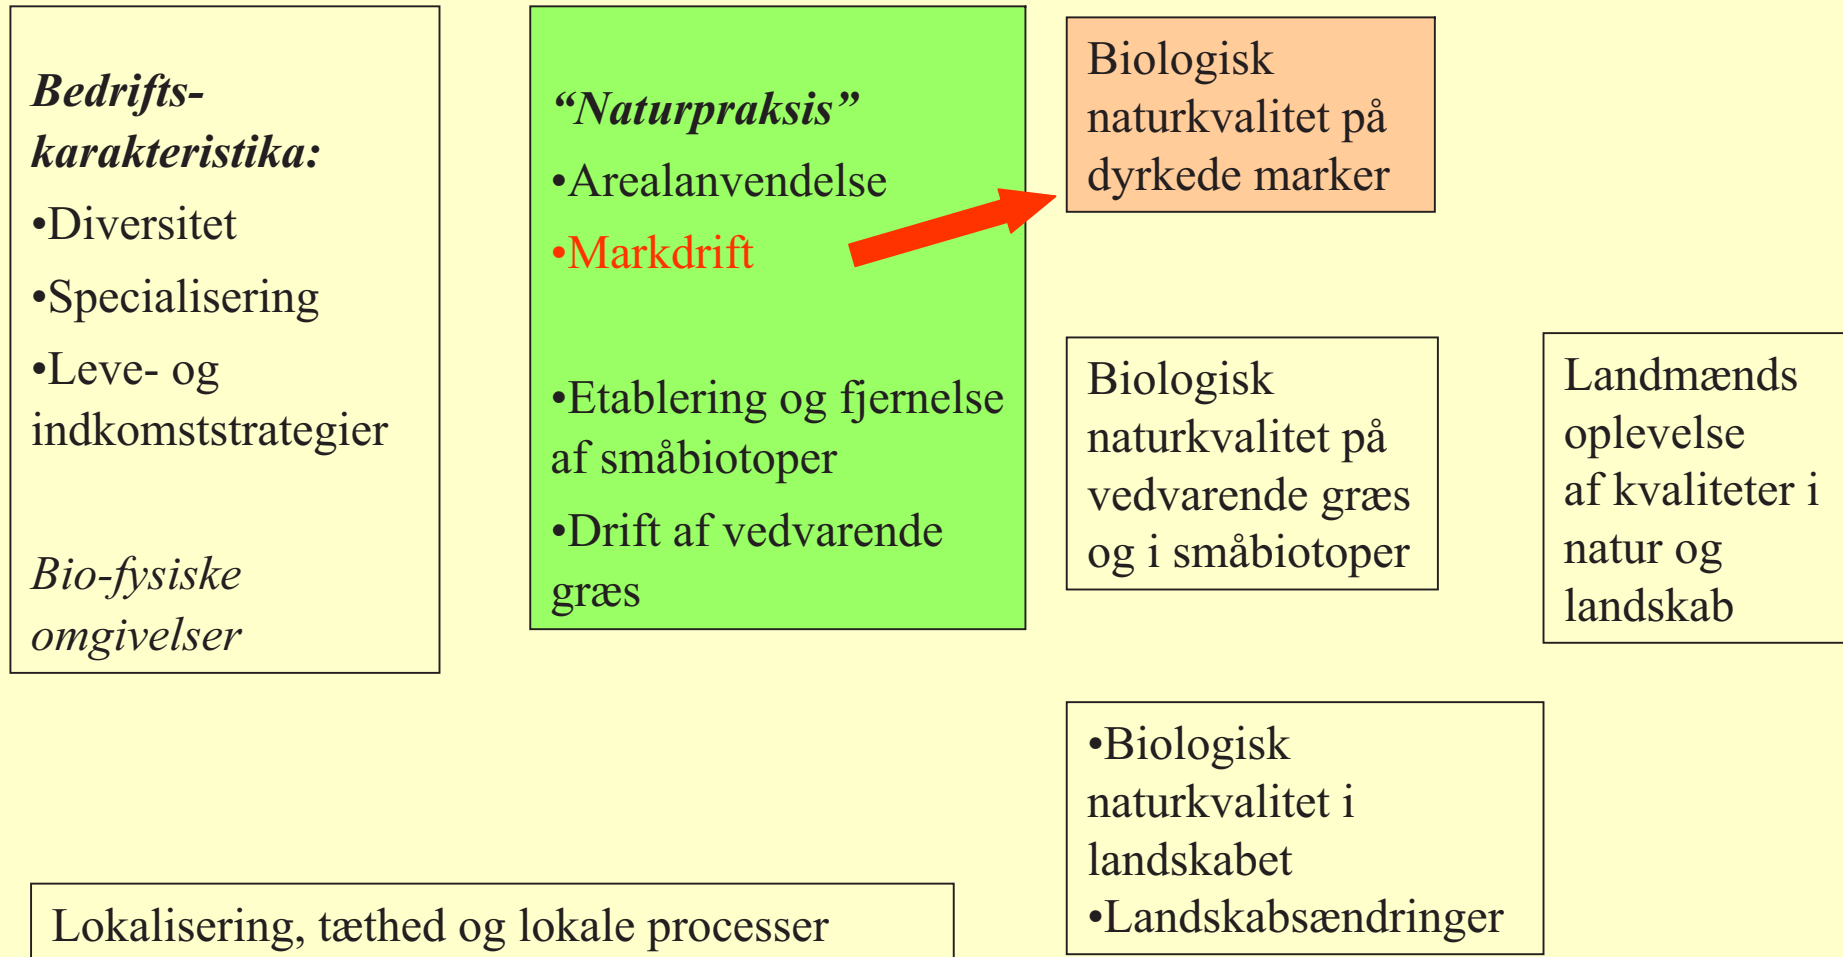 Bedrifts-
karakteristika:
•Diversitet
•Specialisering
•Leve- og
indkomststrategier
Bio-fysiske
omgivelser
“Naturpraksis”
•Arealanvendelse
•Markdrift
•Etablering og fjernelse
af småbiotoper
•Drift af vedvarende
græs
Biologisk
naturkvalitet på
dyrkede marker
Biologisk
naturkvalitet på
vedvarende græs
og i småbiotoper
Landmænds
oplevelse
af kvaliteter i
natur og
landskab
•Biologisk
naturkvalitet i
landskabet
•Landskabsændringer
Lokalisering, tæthed og lokale processer